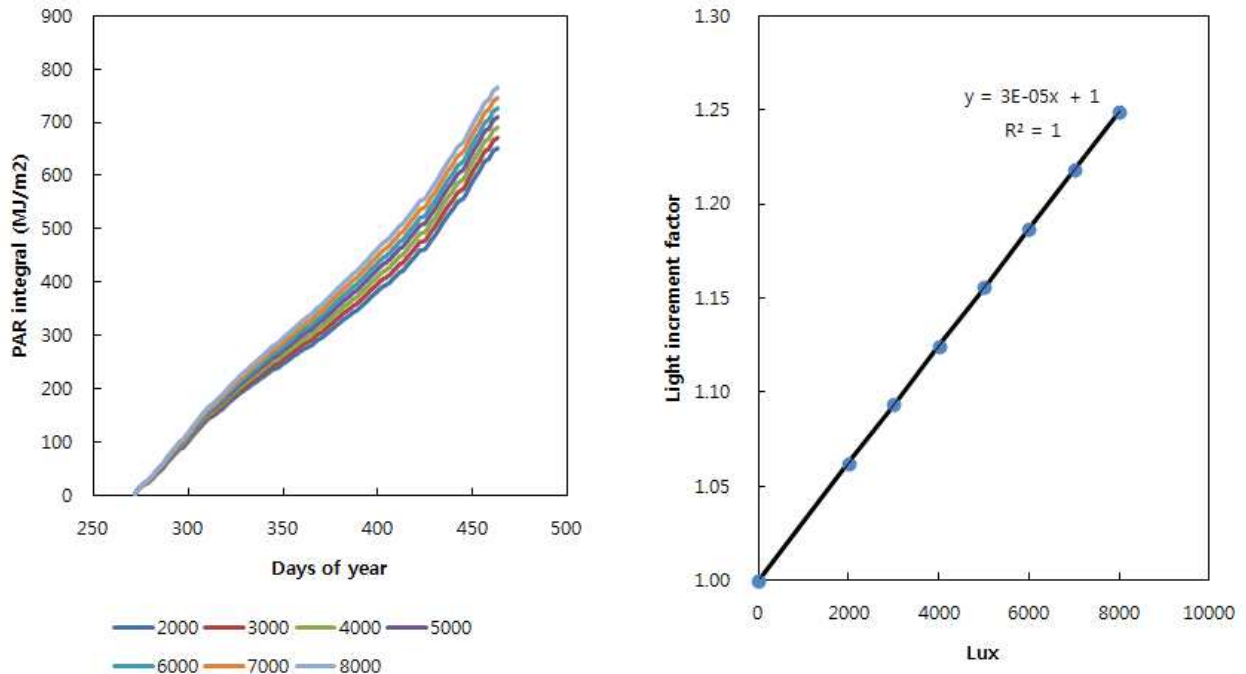 900
800
700
600
500
400
300
200
100
0
PAR integral (MJ/m2)
250 300 350 400 450 500
Days of year
2000 3000 4000 5000
6000 7000 8000
1.30
1.25
1.20
1.15
1.10
1.05
1.00
Light increment factor
y = 3E-05x + 1
R² = 1
0 2000 4000 6000 8000 10000
Lux